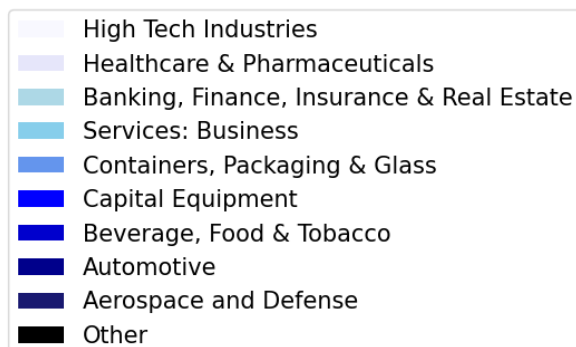 High Tech Industries
Healthcare & Pharmaceuticals
Banking, Finance, Insurance & Real Estate
Services: Business
Containers, Packaging & Glass
Capital Equipment
Beverage, Food & Tobacco
Automotive
Aerospace and Defense
Other